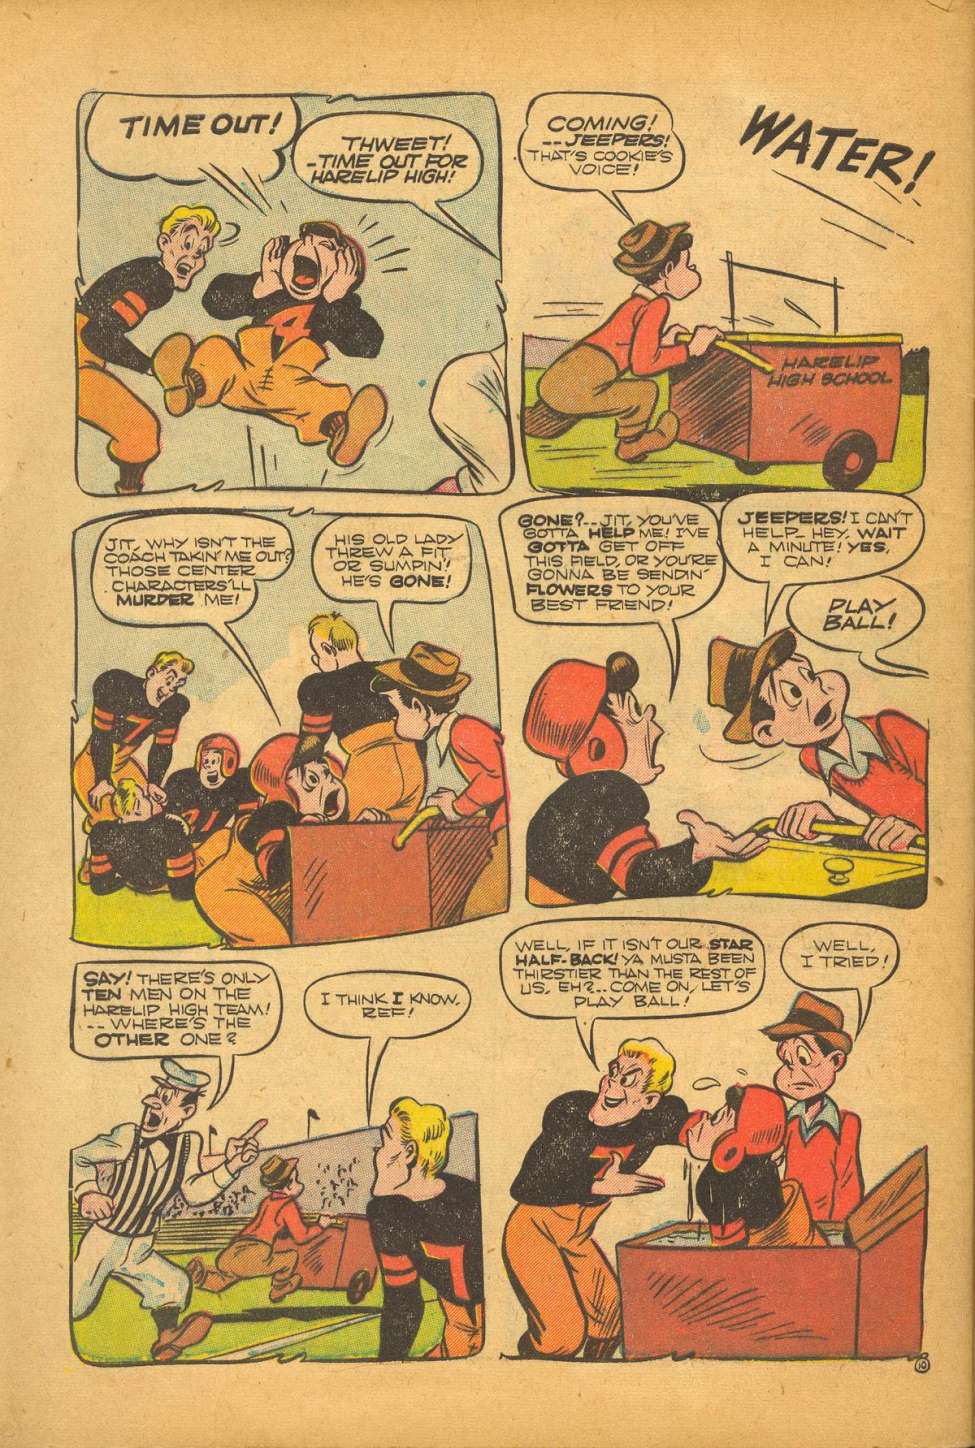 TIME OUT!
THWEET!
-TIME OUT FOR
HARELIP HIGH!
COMING!
--JEEPERS!
THAT'S COOKIE'S
VOICE!
WATER!
HARELIP
HIGH SCHOOL
JIT, WHY ISN'T THE
COACH TAKIN' ME OUT?
THOSE CENTER
CHARACTERS'LL
MURDER ME!
HIS OLD LADY
THREW A FIT,
OR SUMPIN'!
HE'S GONE!
GONE?--JIT, YOU'VE
GOTTA HELP ME! I'VE
GOTTA GET OFF
THIS FIELD, OR YOU'RE
GONNA BE SENDIN'
FLOWERS TO YOUR
BEST FRIEND!
JEEPERS! I CAN'T
HELP- HEY, WAIT
A MINUTE! YES,
I CAN!
PLAY
BALL!
SAY! THERE'S ONLY
TEN MEN ON THE
HARELIP HIGH TEAM!
--WHERE'S THE
OTHER ONE?
I THINK I KNOW,
REF!
WELL, IF IT ISN'T OUR STAR
HALF-BACK! YA MUSTA BEEN
THIRSTIER THAN THE REST OF
US, EH?.. COME ON, LET'S
PLAY BALL!
WELL,
I TRIED!
10